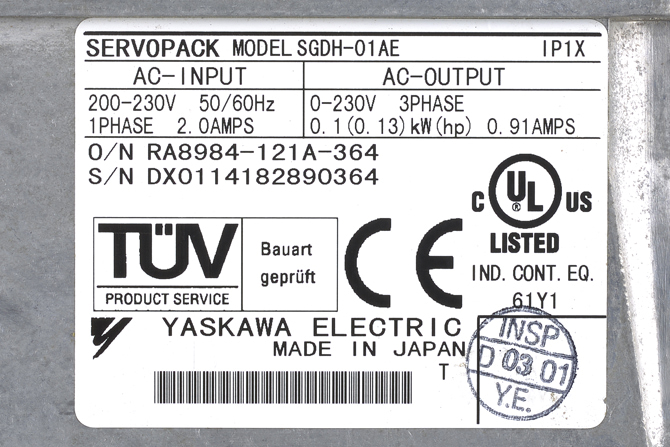 SERVOPACK MODEL SGDH-01AE IP1X
AC-INPUT AC-OUTPUT
200-230V 50/60Hz 0-230V 3PHASE
1PHASE 2.0AMPS 0.1(0.13)kW(hp) 0.91AMPS
O/N RA8984-121A-364
S/N DX0114182890364
C UL US
LISTED
IND. CONT. EQ.
61Y1
TÜV
PRODUCT SERVICE
Bauart
geprüft
CE
YASKAWA ELECTRIC
MADE IN JAPAN
T
INSP
D 03 01
Y.E.